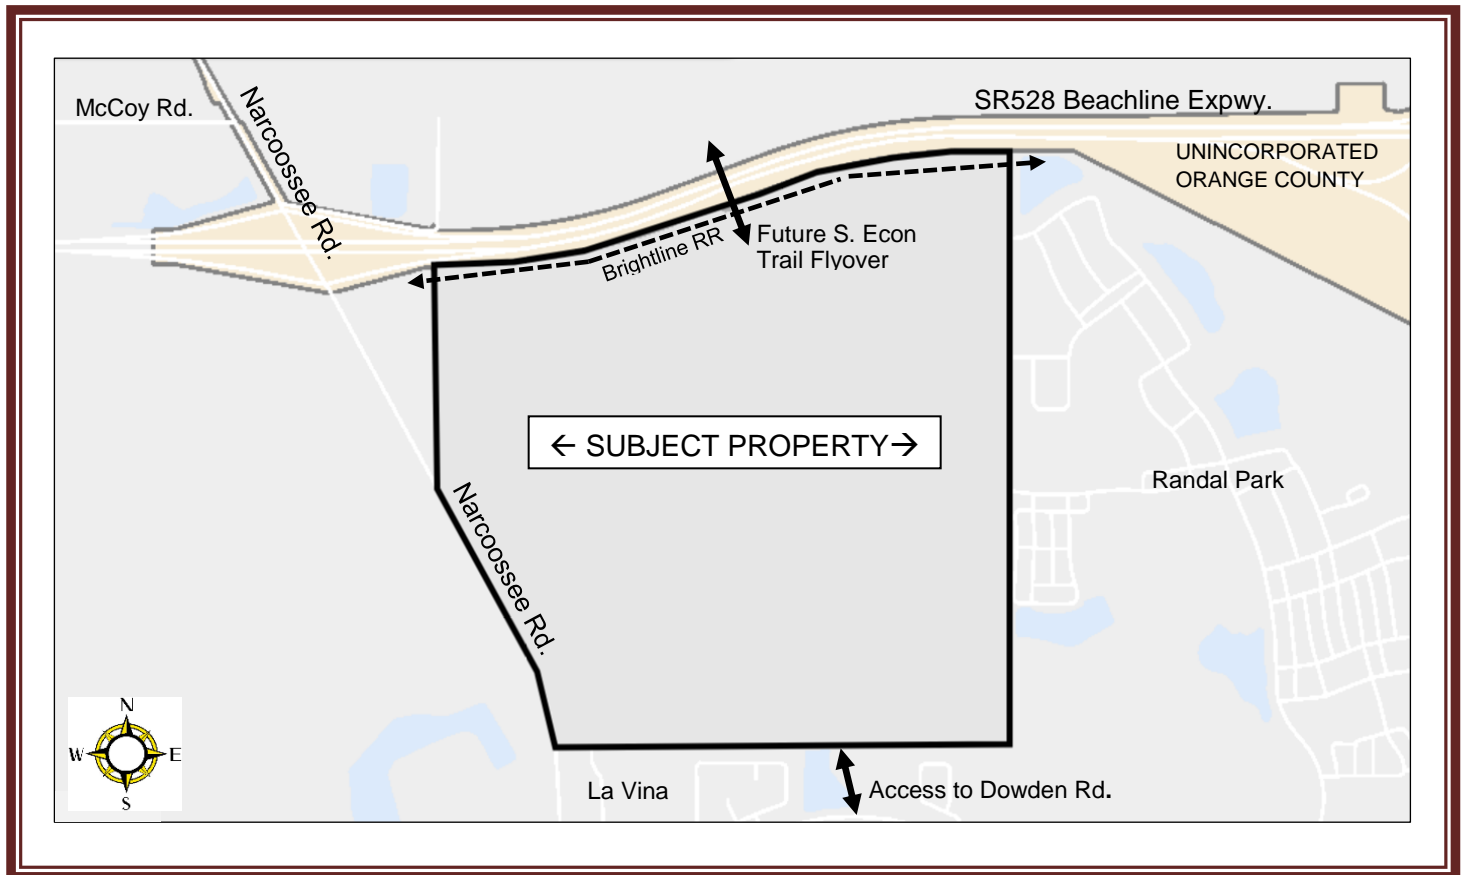 McCoy Rd.
Narcoossee Rd.
SR528 Beachline Expwy.
UNINCORPORATED
ORANGE COUNTY
Future S. Econ
Trail Flyover
Brightline RR
← SUBJECT PROPERTY→
Randal Park
Narcoossee Rd.
N
W E
S
La Vina
Access to Dowden Rd.